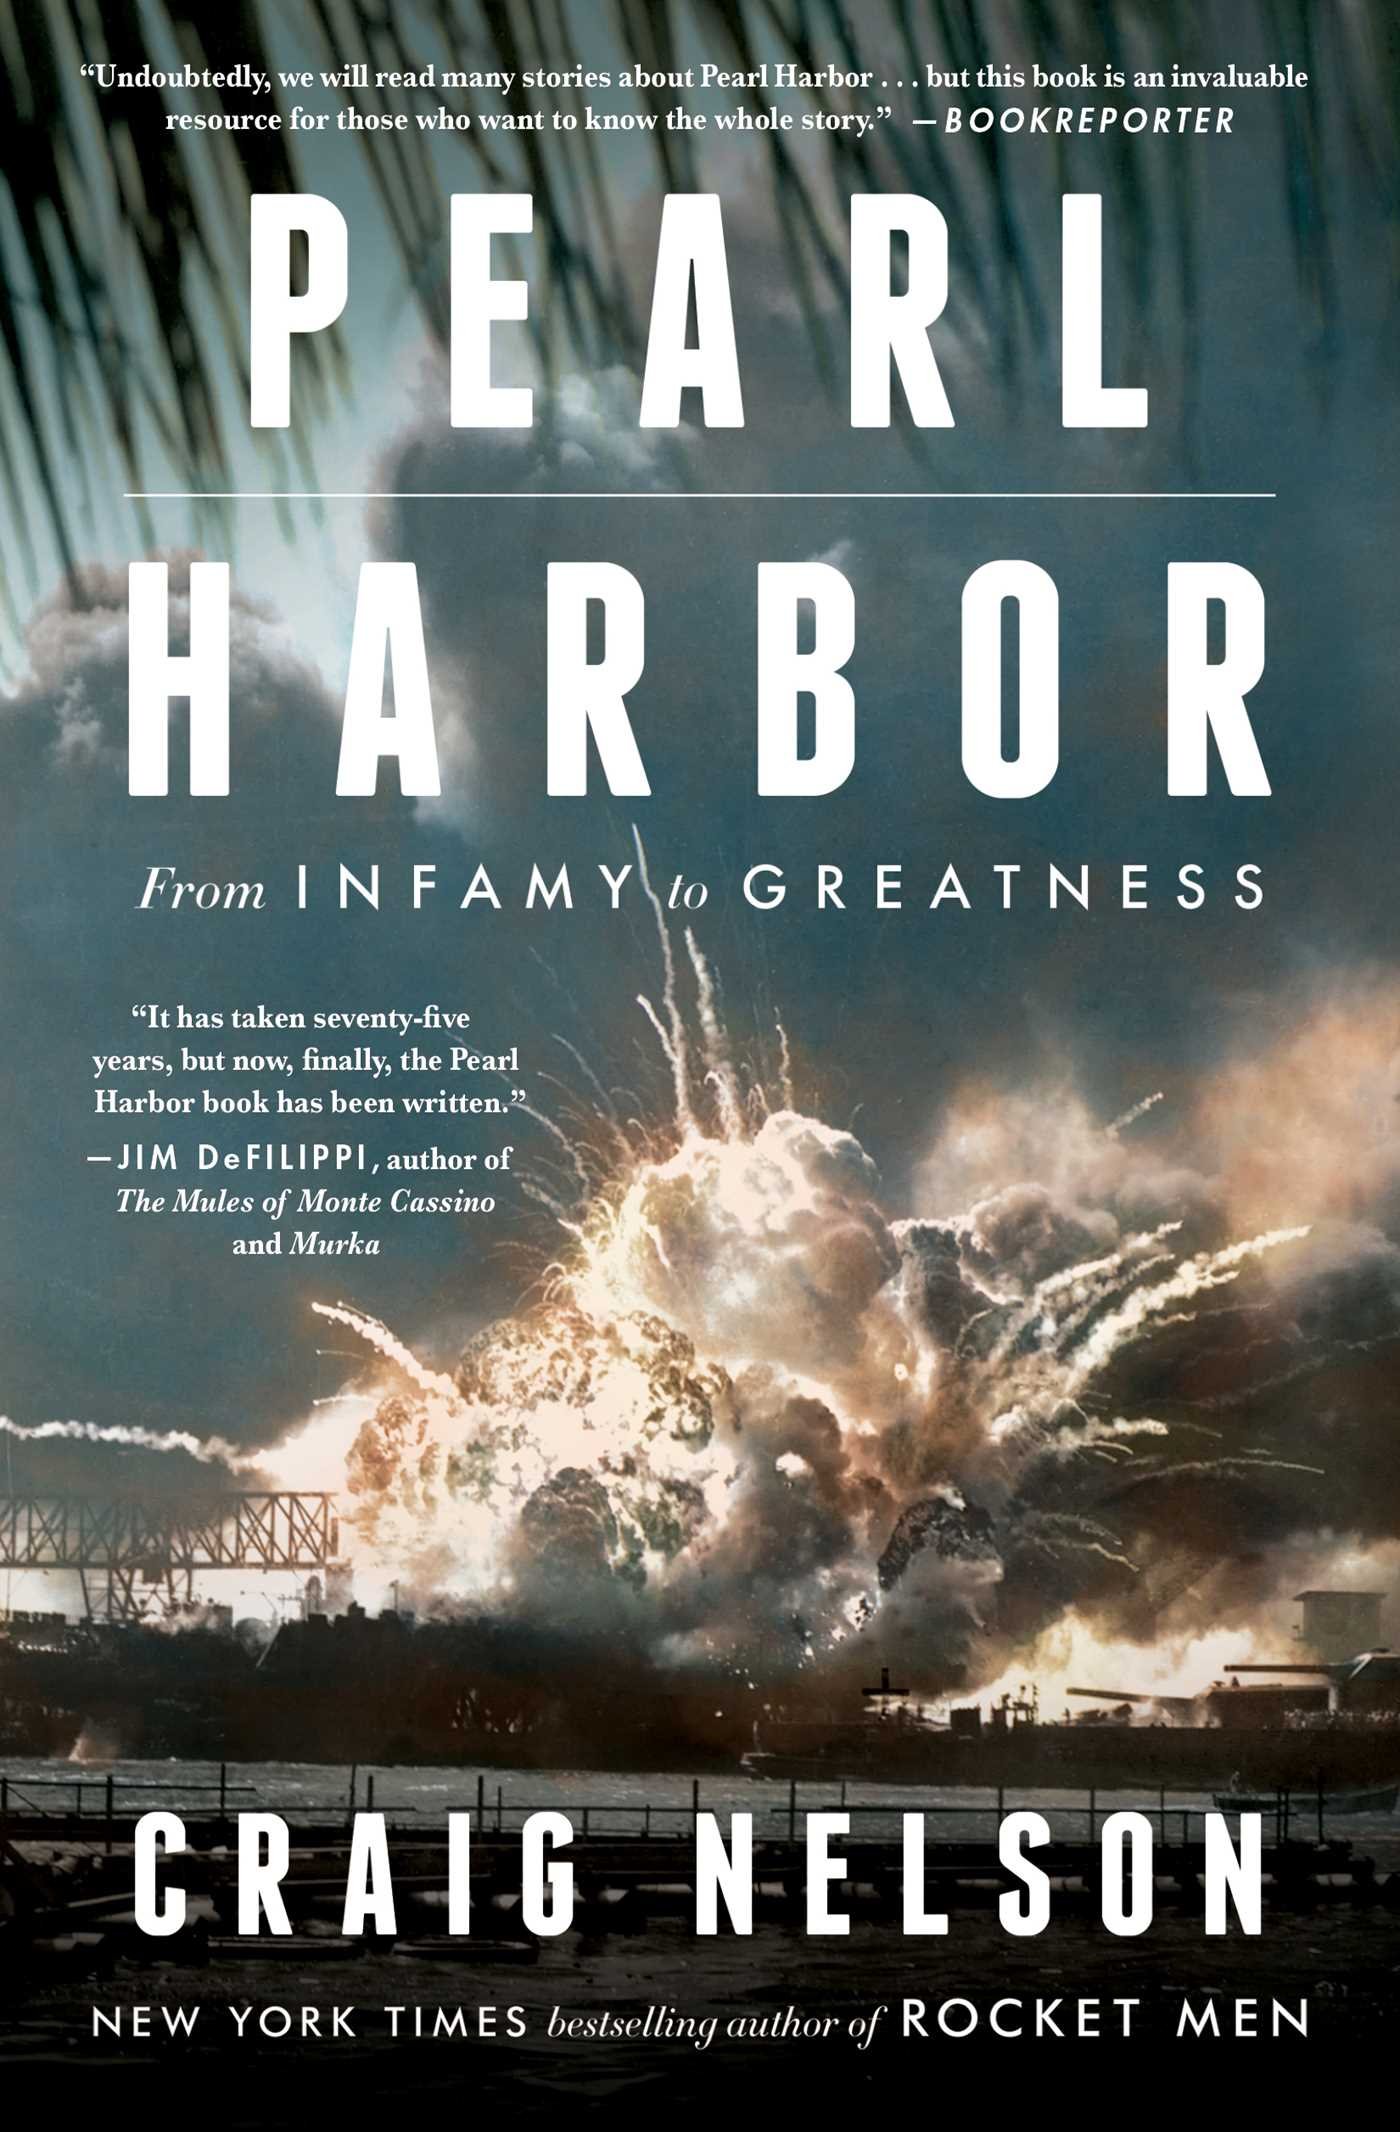 “Undoubtedly, we will read many stories about Pearl Harbor . . . but this book is an invaluable
resource for those who want to know the whole story.” —BOOKREPORTER
PEARL
HARBOR
From INFAMY to GREATNESS
“It has taken seventy-five
years, but now, finally, the Pearl
Harbor book has been written.”
—JIM DeFILIPPI, author of
The Mules of Monte Cassino
and Murka
CRAIG NELSON
NEW YORK TIMES bestselling author of ROCKET MEN